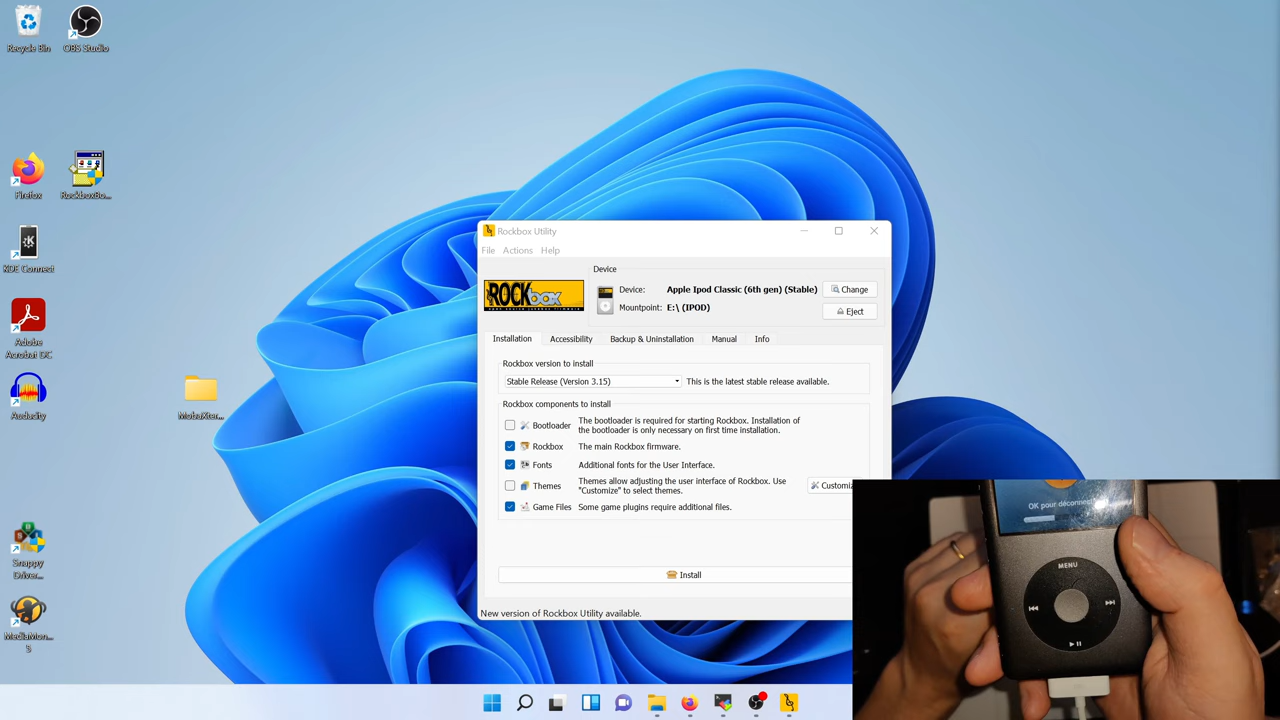 Recycle Bin
OBS Studio
Firefox
RockboxBo...
KDE Connect
Adobe
Acrobat DC
Audacity
MobaXter...
Snappy
Driver...
MediaMon...
5
Rockbox Utility
File Actions Help
ROCKbox
Device
Device: Apple Ipod Classic (6th gen) (Stable) Change
Mountpoint: E:\ (IPOD) Eject
Installation Accessibility Backup & Uninstallation Manual Info
Rockbox version to install
Stable Release (Version 3.15) This is the latest stable release available.
Rockbox components to install
Bootloader The bootloader is required for starting Rockbox. Installation of
the bootloader is only necessary on first time installation.
Rockbox The main Rockbox firmware.
Fonts Additional fonts for the User Interface.
Themes Themes allow adjusting the user interface of Rockbox. Use
"Customize" to select themes.
Customiz
Game Files Some game plugins require additional files.
Install
New version of Rockbox Utility available.
OK pour déconnect
MENU